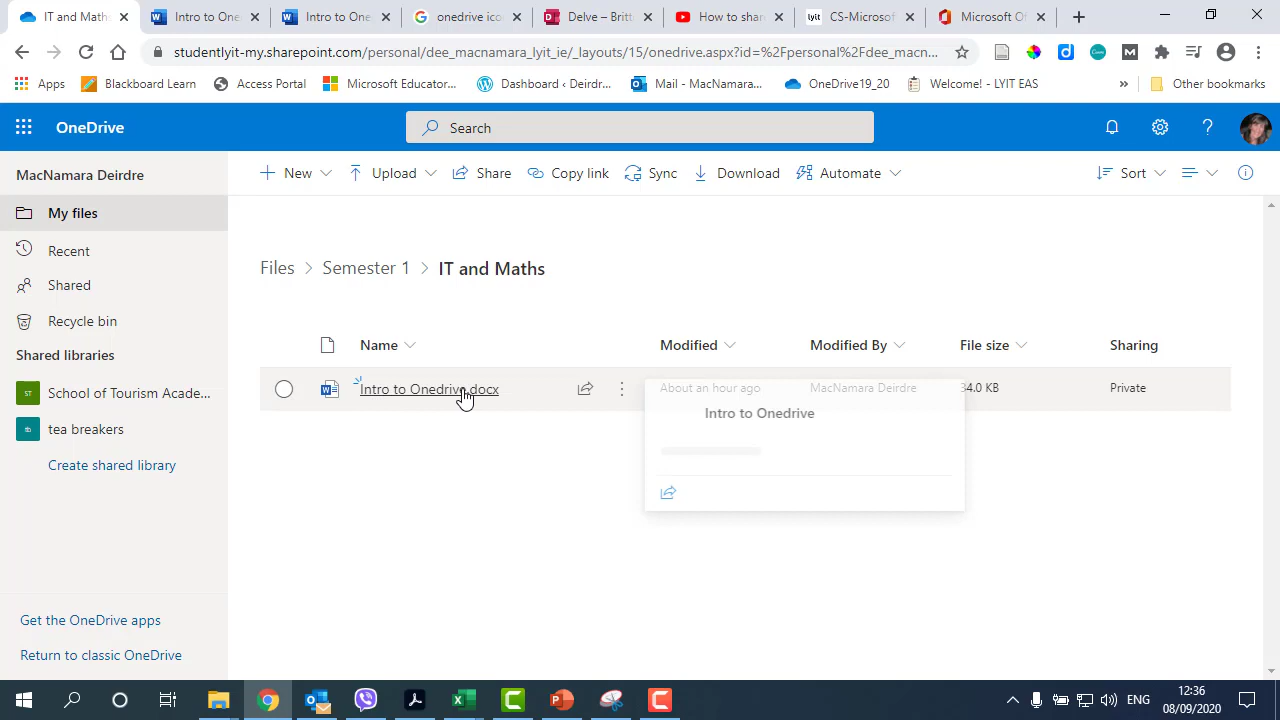 IT and Math
Intro to One
Intro to One
onedrive ico
Delve – Britt
How to shar
CS-Microsof
Microsoft Of
studentlyit-my.sharepoint.com/personal/dee_macnamara_lyit_ie/_layouts/15/onedrive.aspx?id=%2Fpersonal%2Fdee_macn...
Apps
Blackboard Learn
Access Portal
Microsoft Educator...
Dashboard ‹ Deirdr...
Mail - MacNamara...
OneDrive19_20
Welcome! - LYIT EAS
»
Other bookmarks
OneDrive
Search
MacNamara Deirdre
New
Upload
Share
Copy link
Sync
Download
Automate
Sort
My files
Recent
Shared
Recycle bin
Shared libraries
ST School of Tourism Acade...
tb tea breakers
Create shared library
Get the OneDrive apps
Return to classic OneDrive
Files > Semester 1 > IT and Maths
Name
Modified
Modified By
File size
Sharing
Intro to Onedrive.docx
About an hour ago
MacNamara Deirdre
34.0 KB
Private
Intro to Onedrive
ENG
12:36
08/09/2020